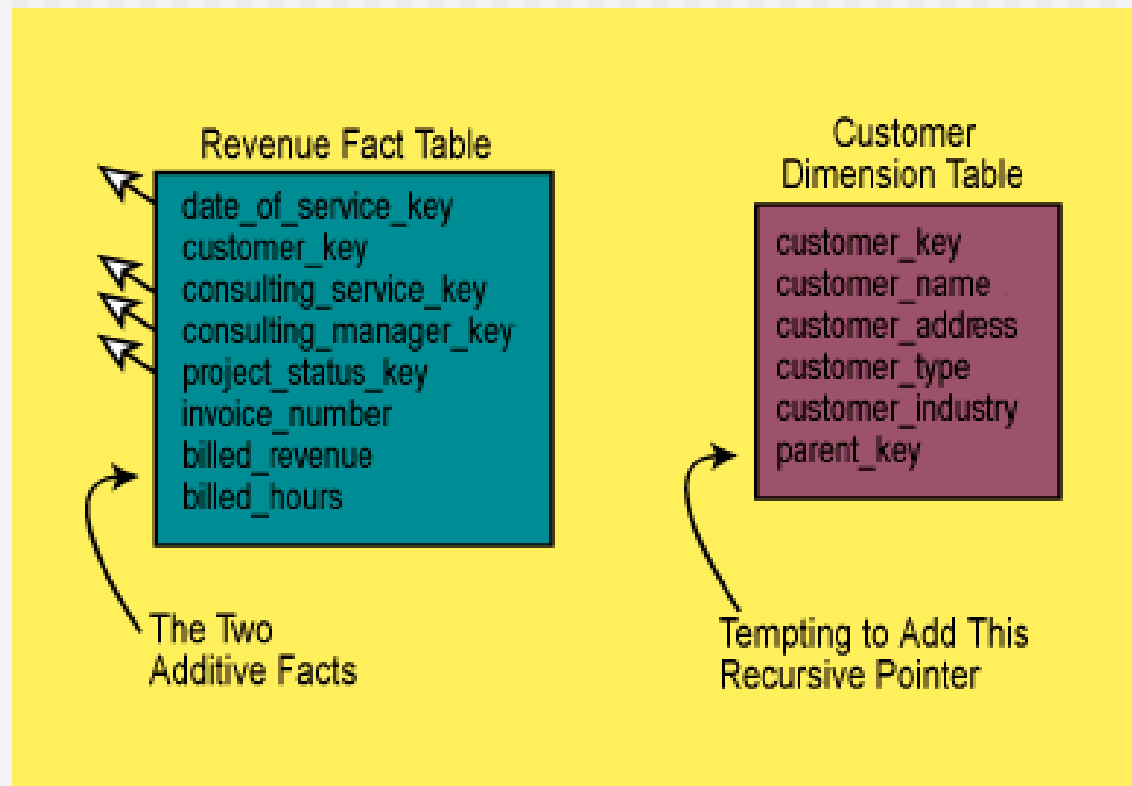 Revenue Fact Table
date_of_service_key
customer_key
consulting_service_key
consulting_manager_key
project_status_key
invoice_number
billed_revenue
billed_hours
The Two
Additive Facts
Customer
Dimension Table
customer_key
customer_name
customer_address
customer_type
customer_industry
parent_key
Tempting to Add This
Recursive Pointer